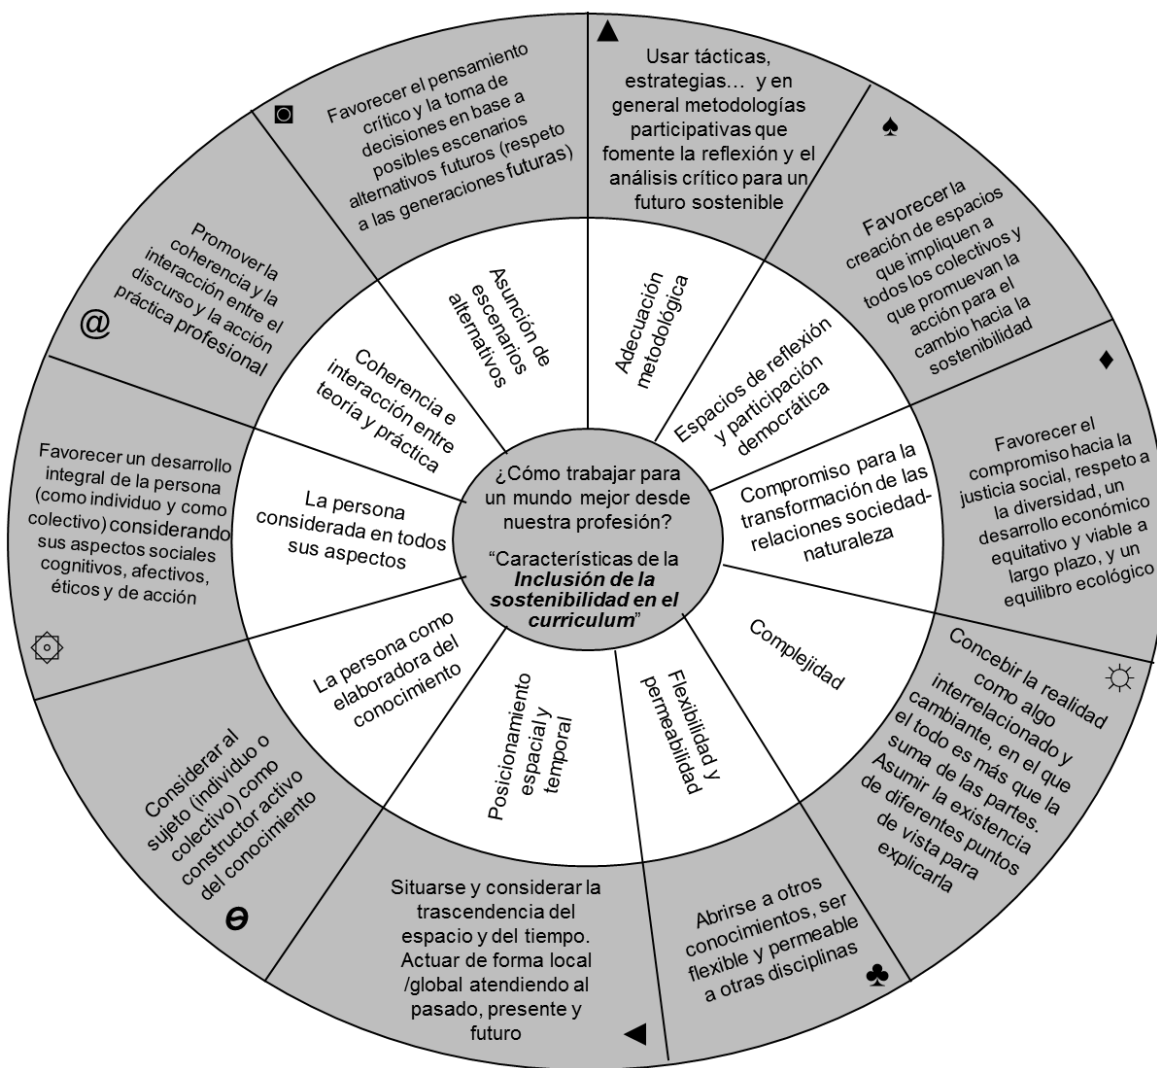 ¿Cómo trabajar para
un mundo mejor desde
nuestra profesión?
“Características de la
Inclusión de la
sostenibilidad en el
curriculum”
Adecuación
metodológica
Usar tácticas,
estrategias… y en
general metodologías
participativas que
fomente la reflexión y el
análisis crítico para un
futuro sostenible
▲
Espacios de reflexión
y participación
democrática
Favorecer la
creación de espacios
que impliquen a
todos los colectivos y
que promuevan la
acción para el
cambio hacia la
sostenibilidad
♠
Compromiso para la
transformación de las
relaciones sociedad-
naturaleza
Favorecer el
compromiso hacia la
justicia social, respeto a
la diversidad, un
desarrollo económico
equitativo y viable a
largo plazo, y un
equilibro ecológico
♦
Complejidad
Concebir la realidad
como algo
interrelacionado y
cambiante, en el que
el todo es más que la
suma de las partes.
Asumir la existencia
de diferentes puntos
de vista para
explicarla
☼
Flexibilidad y
permeabilidad
Abrirse a otros
conocimientos, ser
flexible y permeable
a otras disciplinas
♣
Posicionamiento
espacial y
temporal
Situarse y considerar la
trascendencia del
espacio y del tiempo.
Actuar de forma local
/global atendiendo al
pasado, presente y
futuro
◄
La persona como
elaboradora del
conocimiento
Considerar al
sujeto (individuo o
colectivo) como
constructor activo
del conocimiento
ɵ
La persona
considerada en todos
sus aspectos
Favorecer un desarrollo
integral de la persona
(como individuo y como
colectivo) considerando
sus aspectos sociales
cognitivos, afectivos,
éticos y de acción
۞
Coherencia e
interacción entre
teoría y práctica
Promover la
coherencia y la
interacción entre el
discurso y la acción
práctica profesional
@
Asunción de
escenarios
alternativos
Favorecer el pensamiento
crítico y la toma de
decisiones en base a
posibles escenarios
alternativos futuros (respeto
a las generaciones futuras)
◙